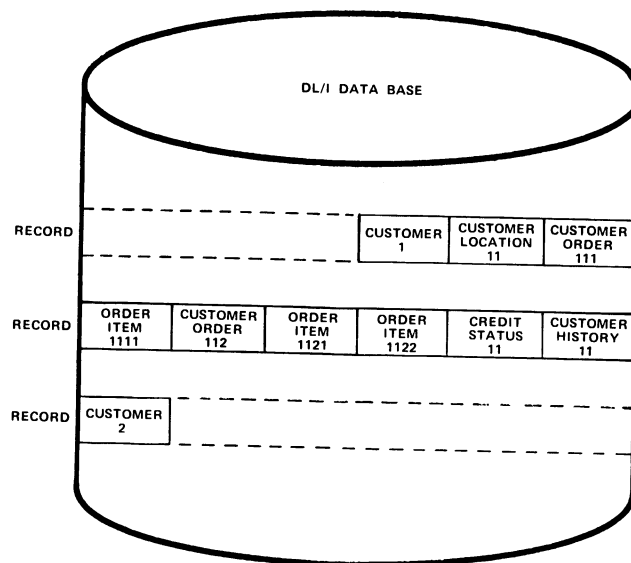 DL/I DATA BASE
RECORD
CUSTOMER
1
CUSTOMER
LOCATION
11
CUSTOMER
ORDER
111
RECORD
ORDER
ITEM
1111
CUSTOMER
ORDER
112
ORDER
ITEM
1121
ORDER
ITEM
1122
CREDIT
STATUS
11
CUSTOMER
HISTORY
11
RECORD
CUSTOMER
2